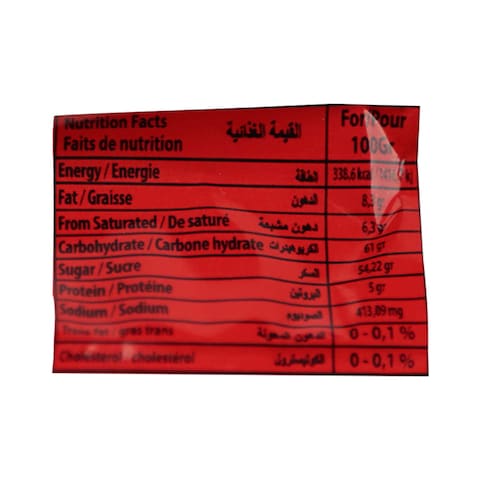 Nutrition Facts
Faits de nutrition القيمة الغذائية For/Pour 100Gr
Energy / Energie الطاقة 338.6 kcal
Fat / Graisse الدهون 8,3 gr
From Saturated / De saturé دهون مشبعة 6,3 gr
Carbohydrate / Carbone hydrate الكربوهيدرات 61 gr
Sugar / Sucre السكر 54,22 gr
Protein / Protéine البروتين 5 gr
Sodium / Sodium الصوديوم 413,09 mg
Trans fat / gras trans الدهون المتحولة 0 - 0,1 %
Cholesterol / cholestérol الكوليسترول 0 - 0,1 %